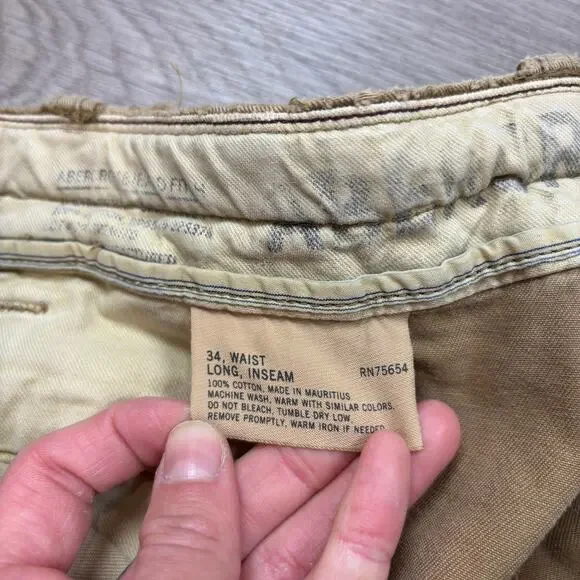 34, WAIST
LONG, INSEAM RN75654
100% COTTON, MADE IN MAURITIUS
MACHINE WASH, WARM WITH SIMILAR COLORS.
DO NOT BLEACH, TUMBLE DRY LOW,
REMOVE PROMPTLY, WARM IRON IF NEEDED